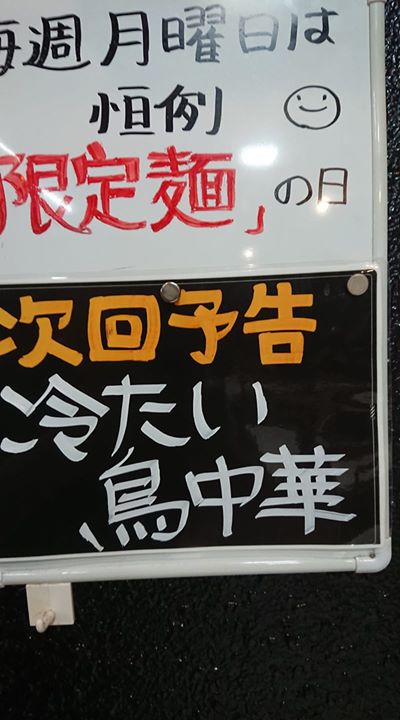 毎週月曜日は
恒例
限定麺」の日
次回予告
冷たい
鳥中華